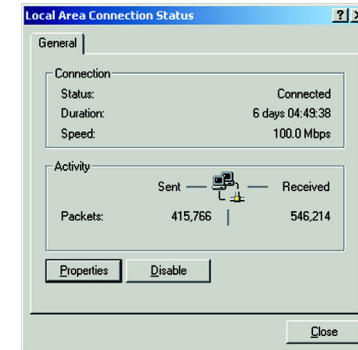 Local Area Connection Status
General
Connection
Status: Connected
Duration: 6 days 04:49:38
Speed: 100.0 Mbps
Activity
Sent Received
Packets: 415,766 546,214
Properties Disable
Close